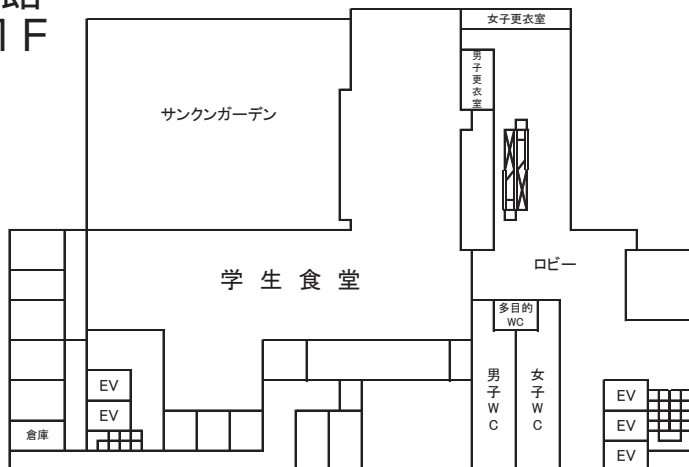 1F
女子更衣室
男子更衣室
サンクンガーデン
学生食堂
ロビー
多目的
WC
男子WC
女子WC
EV
EV
EV
EV
EV
倉庫